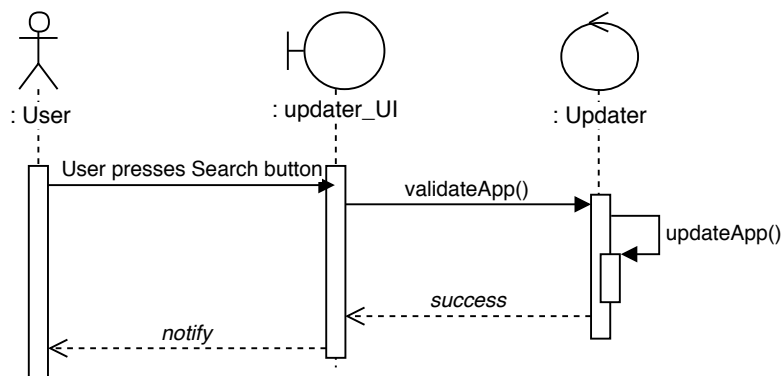 : User
: updater_UI
: Updater
User presses Search button
validateApp()
updateApp()
success
notify